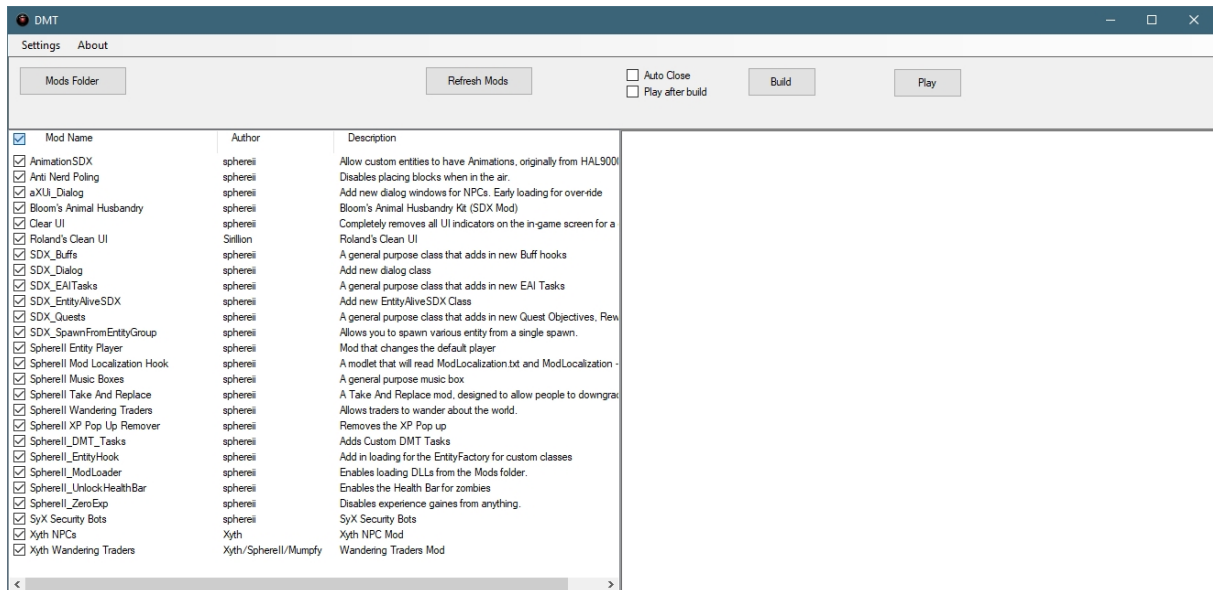 DMT
Settings About
Mods Folder Refresh Mods Auto Close Build Play
Play after build
Mod Name Author Description
AnimationSDX sphereii Allow custom entities to have Animations, originally from HAL900
Anti Nerd Poling sphereii Disables placing blocks when in the air.
aXUi_Dialog sphereii Add new dialog windows for NPCs. Early loading for over-ride
Bloom's Animal Husbandry sphereii Bloom's Animal Husbandry Kit (SDX Mod)
Clear UI sphereii Completely removes all UI indicators on the in-game screen for a
Roland's Clean UI Sirillion Roland's Clean UI
SDX_Buffs sphereii A general purpose class that adds in new Buff hooks
SDX_Dialog sphereii Add new dialog class
SDX_EAITasks sphereii A general purpose class that adds in new EAI Tasks
SDX_EntityAliveSDX sphereii Add new EntityAliveSDX Class
SDX_Quests sphereii A general purpose class that adds in new Quest Objectives, Rew
SDX_SpawnFromEntityGroup sphereii Allows you to spawn various entity from a single spawn.
SphereII Entity Player sphereii Mod that changes the default player
SphereII Mod Localization Hook sphereii A modlet that will read ModLocalization.txt and ModLocalization -
SphereII Music Boxes sphereii A general purpose music box
SphereII Take And Replace sphereii A Take And Replace mod, designed to allow people to downgrad
SphereII Wandering Traders sphereii Allows traders to wander about the world.
SphereII XP Pop Up Remover sphereii Removes the XP Pop up
SphereII_DMT_Tasks sphereii Adds Custom DMT Tasks
SphereII_EntityHook sphereii Add in loading for the EntityFactory for custom classes
SphereII_ModLoader sphereii Enables loading DLLs from the Mods folder.
SphereII_UnlockHealthBar sphereii Enables the Health Bar for zombies
SphereII_ZeroExp sphereii Disables experience gaines from anything.
SyX Security Bots sphereii SyX Security Bots
Xyth NPCs Xyth Xyth NPC Mod
Xyth Wandering Traders Xyth/SphereII/Mumpfy Wandering Traders Mod